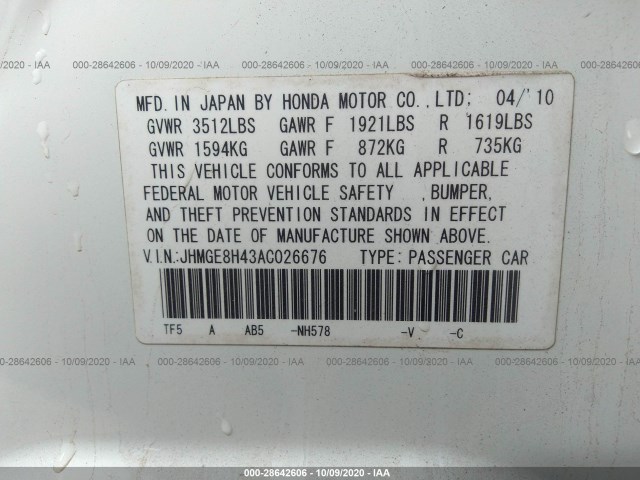 000-28642606 - 10/09/2020 - IAA 000-28642606 - 10/09/2020 - IAA
MFD. IN JAPAN BY HONDA MOTOR CO.,LTD; 04/'10
GVWR 3512LBS GAWR F 1921LBS R 1619LBS
GVWR 1594KG GAWR F 872KG R 735KG
THIS VEHICLE CONFORMS TO ALL APPLICABLE
FEDERAL MOTOR VEHICLE SAFETY , BUMPER,
AND THEFT PREVENTION STANDARDS IN EFFECT
ON THE DATE OF MANUFACTURE SHOWN ABOVE.
V.I.N:JHMGE8H43AC026676 TYPE: PASSENGER CAR
TF5 A AB5 -NH578 -V -C
000-28642606 - 10/09/2020 - IAA